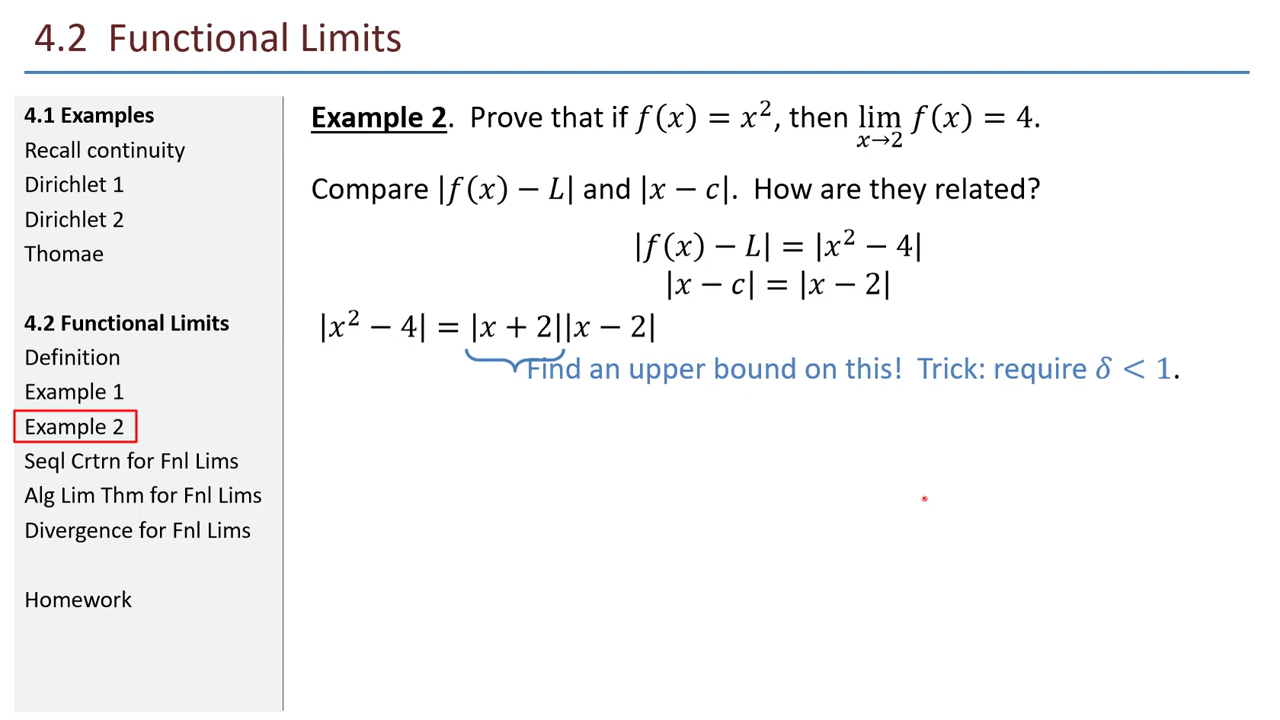 4.2 Functional Limits
4.1 Examples
Recall continuity
Dirichlet 1
Dirichlet 2
Thomae
4.2 Functional Limits
Definition
Example 1
Example 2
Seql Crtrn for Fnl Lims
Alg Lim Thm for Fnl Lims
Divergence for Fnl Lims
Homework
Example 2. Prove that if f(x) = x², then lim x→2 f(x) = 4.
Compare |f(x) − L| and |x − c|. How are they related?
|f(x) − L| = |x² − 4|
|x − c| = |x − 2|
|x² − 4| = |x + 2||x − 2|
Find an upper bound on this! Trick: require δ < 1.